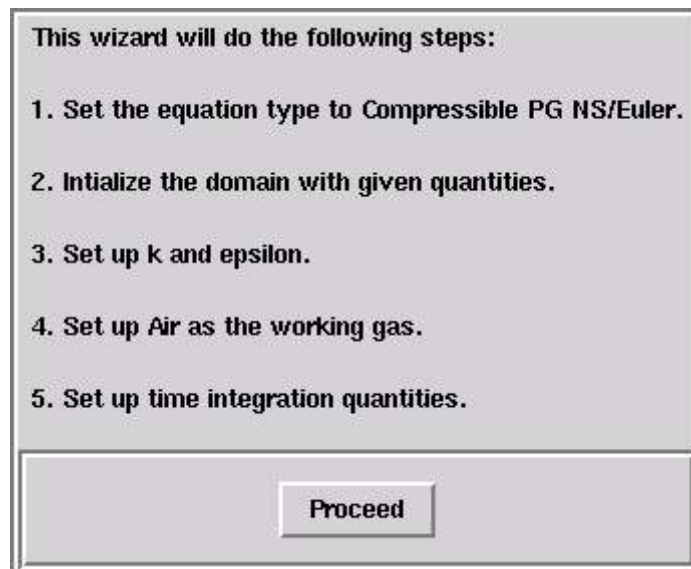 This wizard will do the following steps:
1. Set the equation type to Compressible PG NS/Euler.
2. Intialize the domain with given quantities.
3. Set up k and epsilon.
4. Set up Air as the working gas.
5. Set up time integration quantities.
Proceed